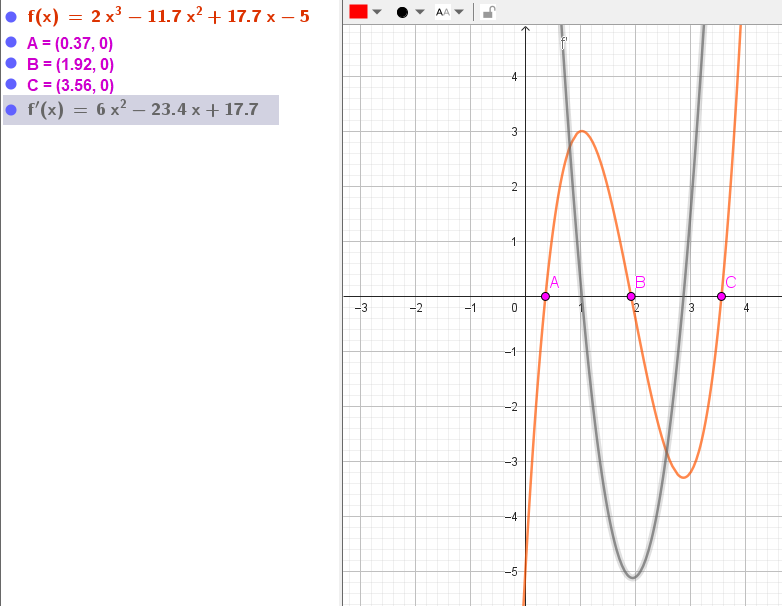 f(x) = 2 x³ − 11.7 x² + 17.7 x − 5
A = (0.37, 0)
B = (1.92, 0)
C = (3.56, 0)
f′(x) = 6 x² − 23.4 x + 17.7
AA
f'
4
3
2
1
A B C
−3 −2 −1 0 1 2 3 4
−1
−2
−3
−4
−5